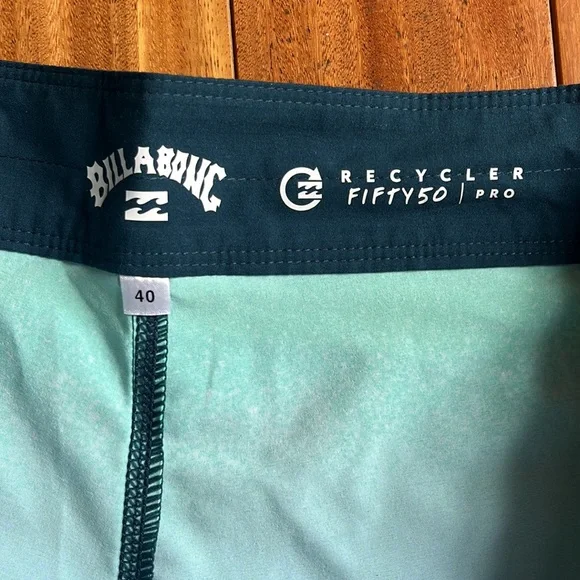 BILLABONG
RECYCLER
FIFTY50 | PRO
40